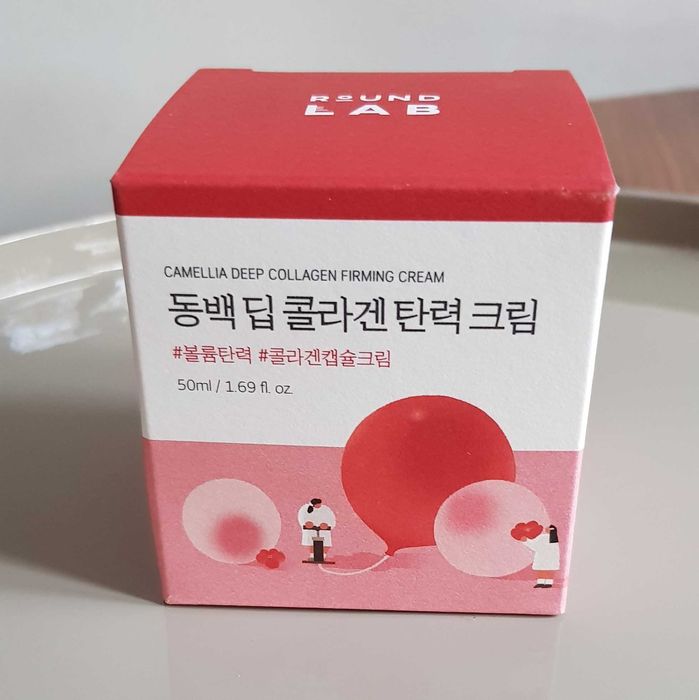 ROUND
LAB
CAMELLIA DEEP COLLAGEN FIRMING CREAM
동백 딥 콜라겐 탄력 크림
#볼륨탄력 #콜라겐캡슐크림
50ml / 1.69 fl. oz.